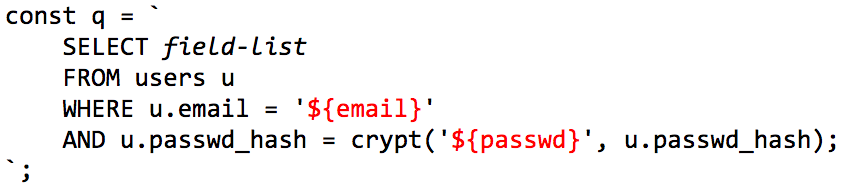 const q = `
    SELECT field-list
    FROM users u
    WHERE u.email = '${email}'
    AND u.passwd_hash = crypt('${passwd}', u.passwd_hash);
`;